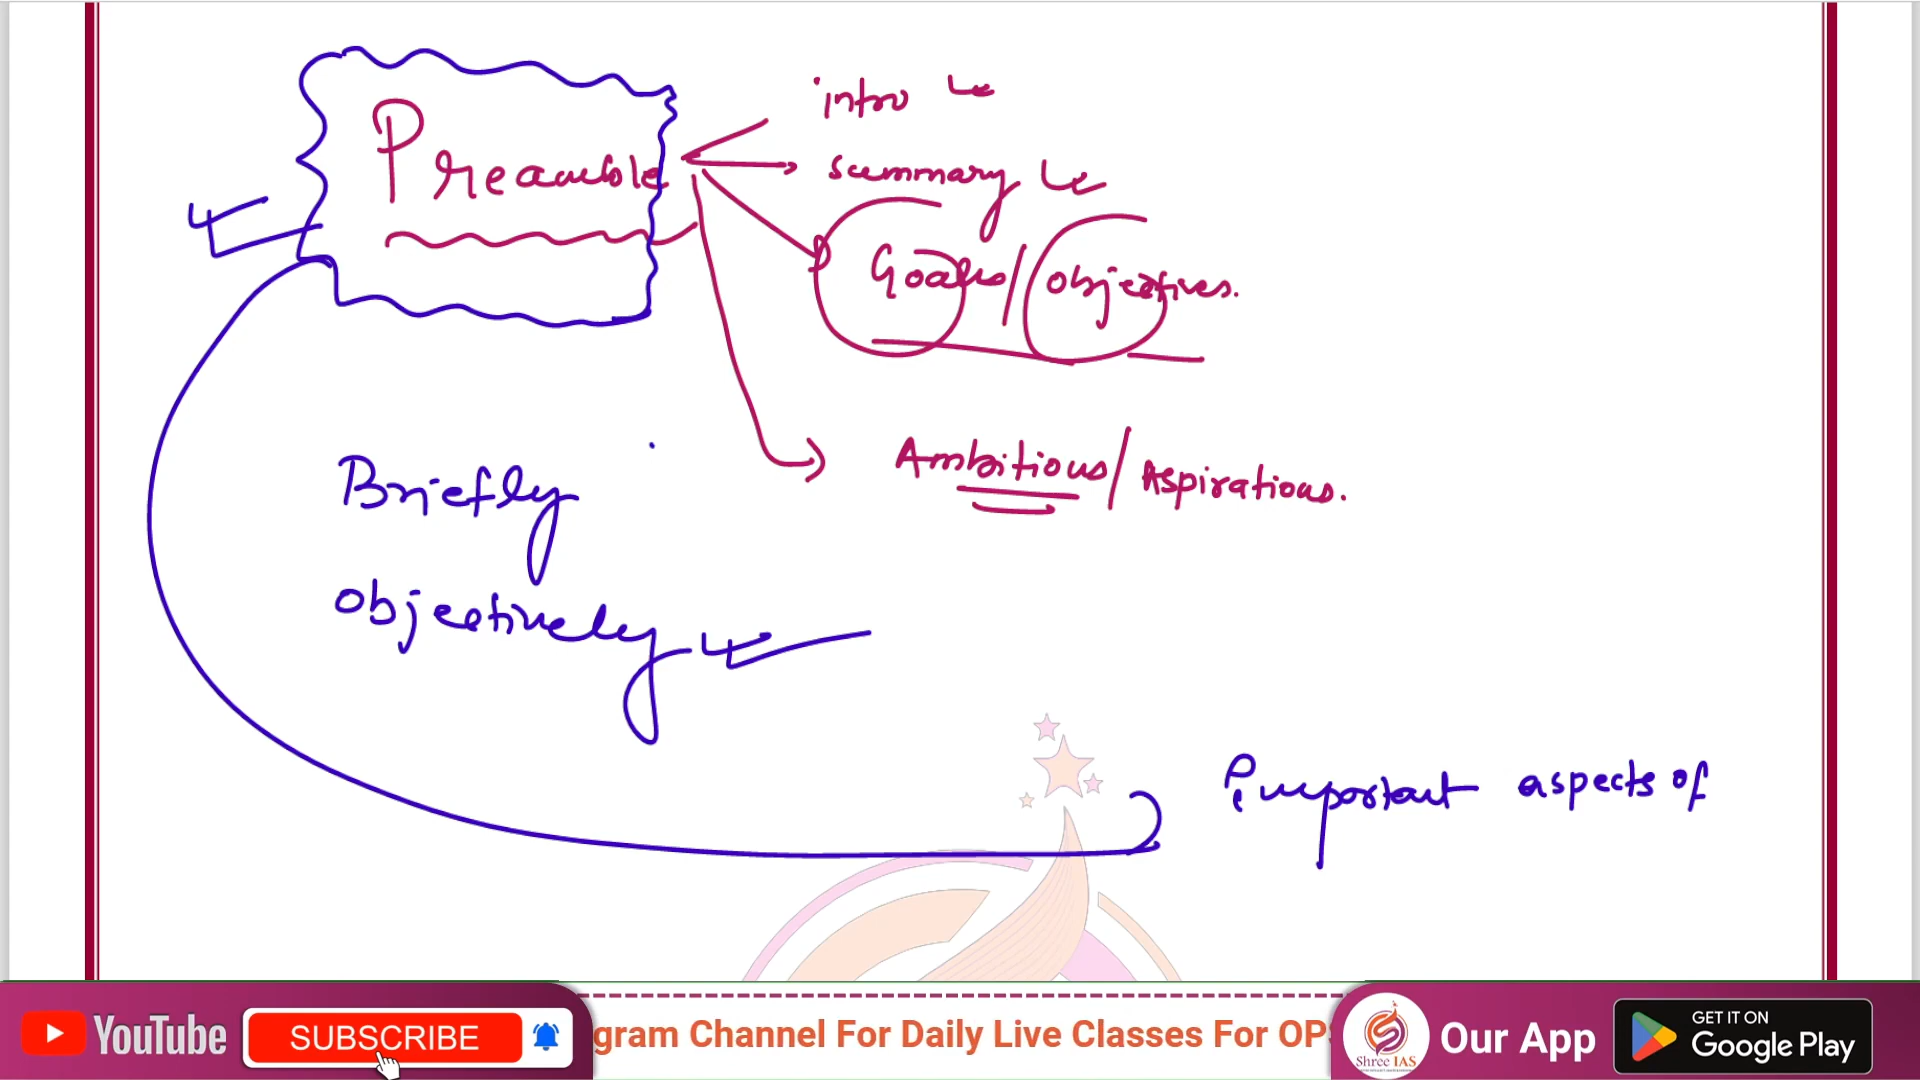 intro
Preamble
summary
Goals/objectives.
Ambitious/Aspirations.
Briefly
objectively
important aspects of
YouTube
SUBSCRIBE
gram Channel For Daily Live Classes For OPS
Shree IAS
Our App
GET IT ON
Google Play